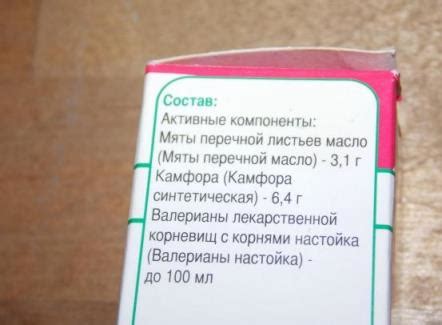 Состав:
Активные компоненты:
Мяты перечной листьев масло
(Мяты перечной масло) - 3,1 г
Камфора (Камфора
синтетическая) - 6,4 г
Валерианы лекарственной
корневищ с корнями настойка
(Валерианы настойка) -
до 100 мл